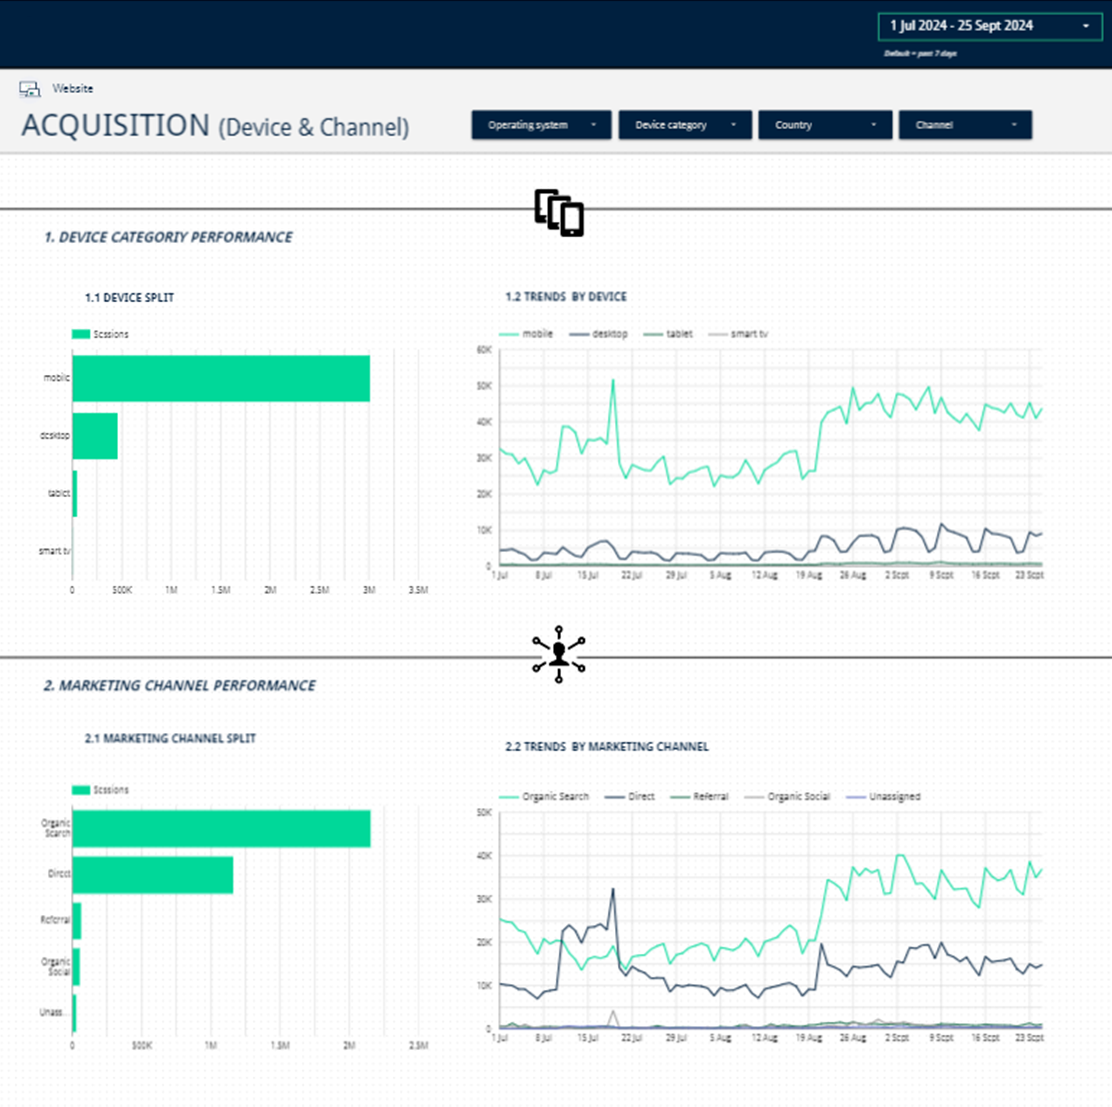 1 Jul 2024 - 25 Sept 2024
Default = past 7 days
Website
ACQUISITION (Device & Channel)
Operating system
Device category
Country
Channel
1. DEVICE CATEGORIY PERFORMANCE
1.1 DEVICE SPLIT
Sessions
mobile
desktop
tablet
smart tv
0 500K 1M 1.5M 2M 2.5M 3M 3.5M
1.2 TRENDS BY DEVICE
mobile desktop tablet smart tv
60K
50K
40K
30K
20K
10K
0
1 Jul 8 Jul 15 Jul 22 Jul 29 Jul 5 Aug 12 Aug 19 Aug 26 Aug 2 Sept 9 Sept 16 Sept 23 Sept
2. MARKETING CHANNEL PERFORMANCE
2.1 MARKETING CHANNEL SPLIT
Sessions
Organic
Search
Direct
Referral
Organic
Social
Unass...
0 500K 1M 1.5M 2M 2.5M
2.2 TRENDS BY MARKETING CHANNEL
Organic Search Direct Referral Organic Social Unassigned
50K
40K
30K
20K
10K
0
1 Jul 8 Jul 15 Jul 22 Jul 29 Jul 5 Aug 12 Aug 19 Aug 26 Aug 2 Sept 9 Sept 16 Sept 23 Sept